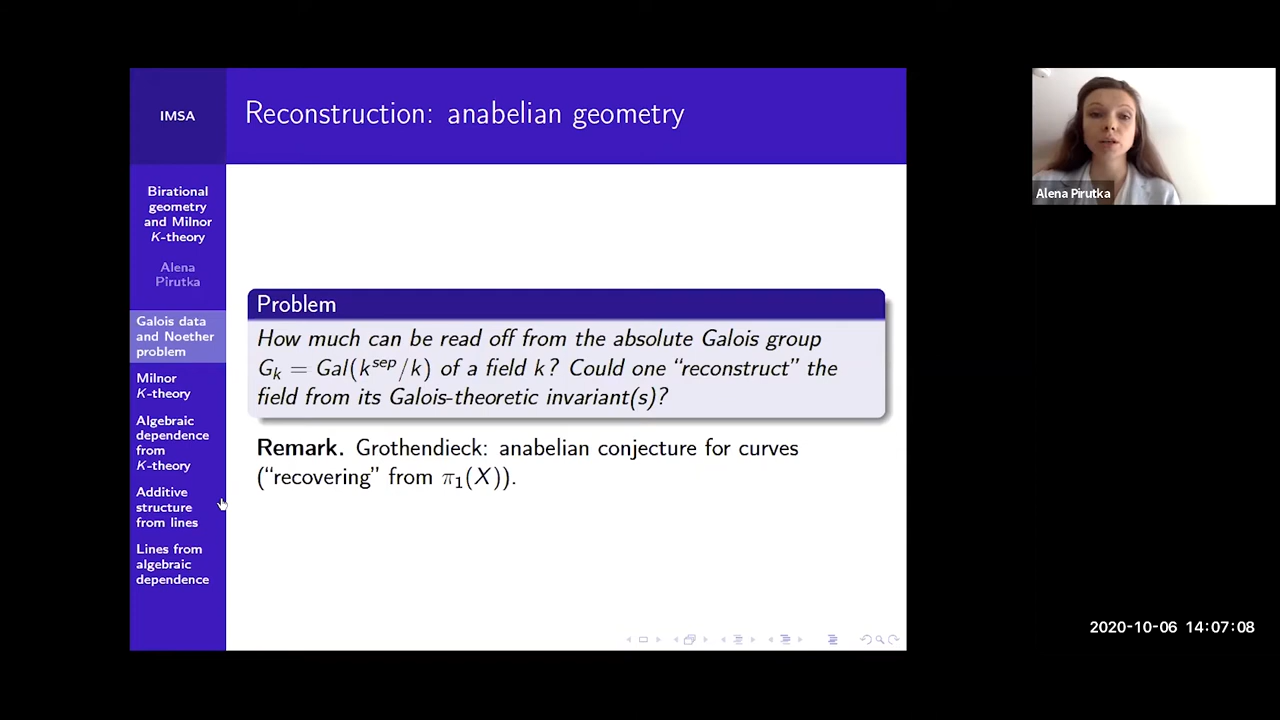 IMSA
Reconstruction: anabelian geometry
Birational
geometry
and Milnor
K-theory
Alena
Pirutka
Galois data
and Noether
problem
Milnor
K-theory
Algebraic
dependence
from
K-theory
Additive
structure
from lines
Lines from
algebraic
dependence
Problem
How much can be read off from the absolute Galois group
G_k = Gal(k^sep/k) of a field k? Could one “reconstruct” the
field from its Galois-theoretic invariant(s)?
Remark. Grothendieck: anabelian conjecture for curves
(“recovering” from π₁(X)).
Alena Pirutka
2020-10-06 14:07:08